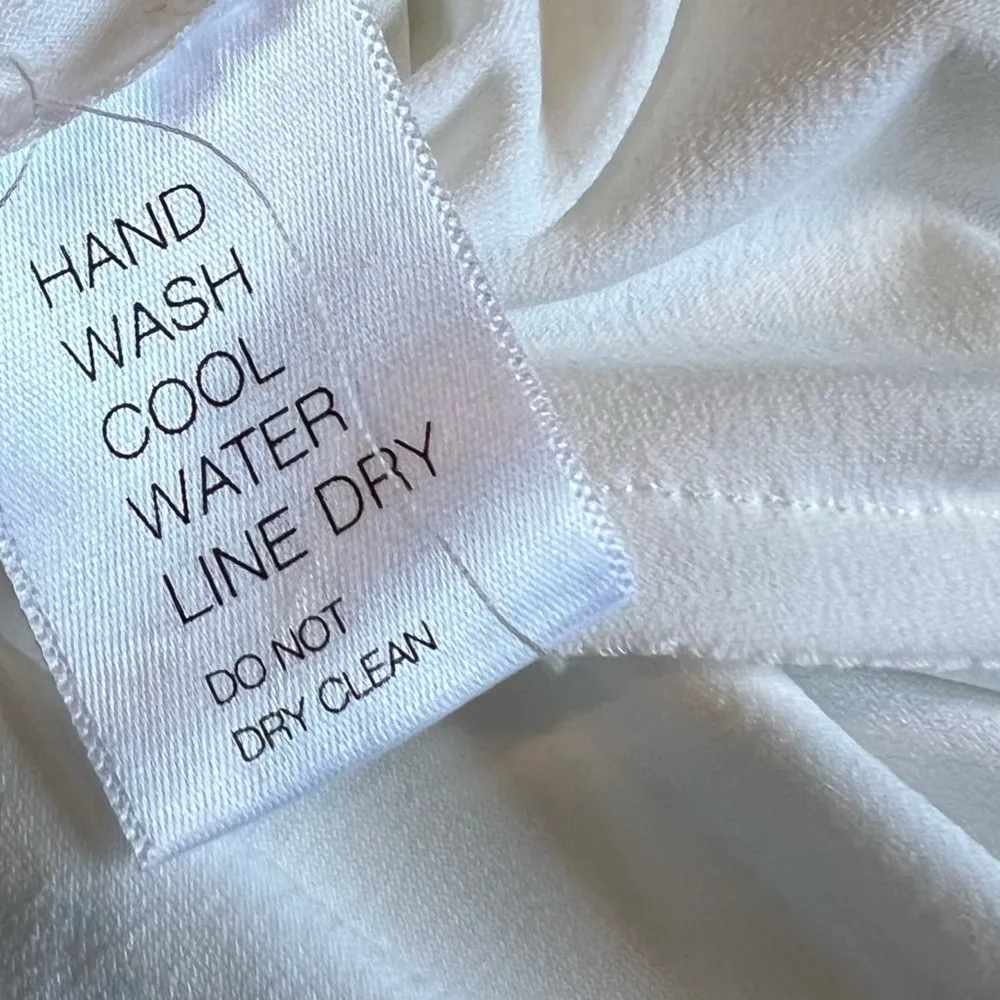 HAND
WASH
COOL
WATER
LINE DRY
DO NOT
DRY CLEAN